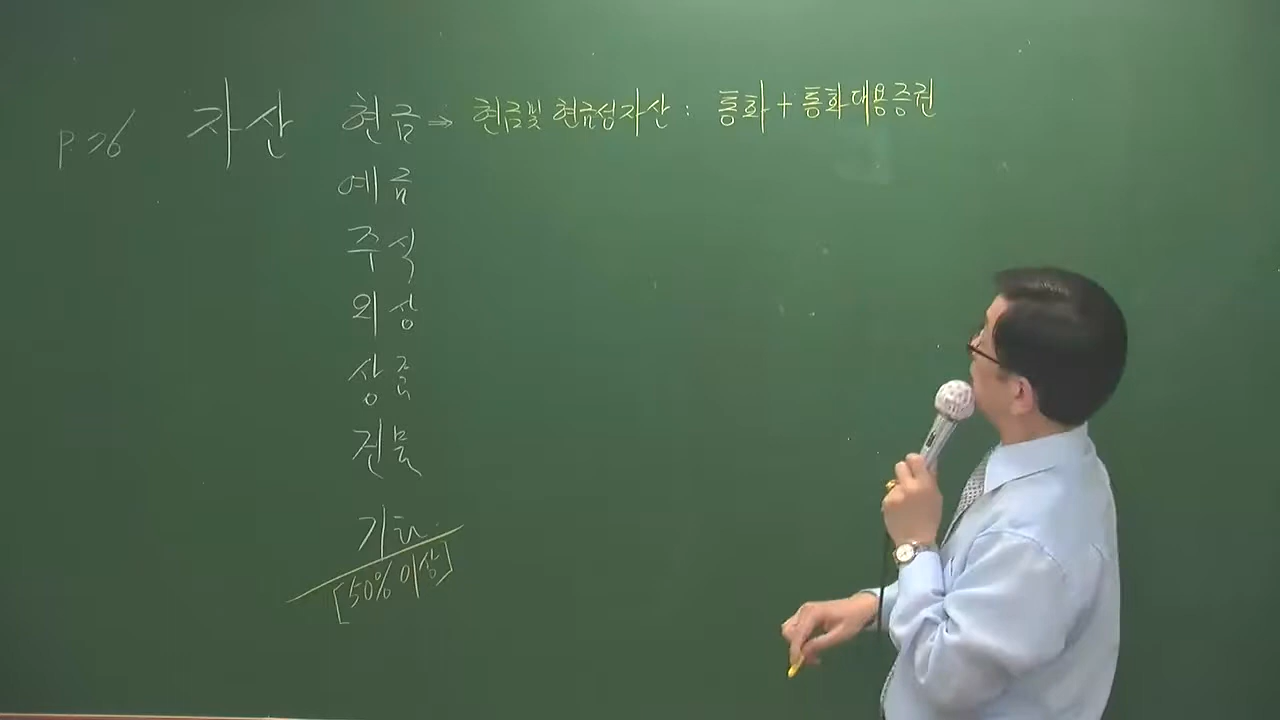 P.26 자산 현금 → 현금및 현금성자산 : 통화 + 통화대용증권
예금
주식
외상
상품
건물
기타
[50% 이상]